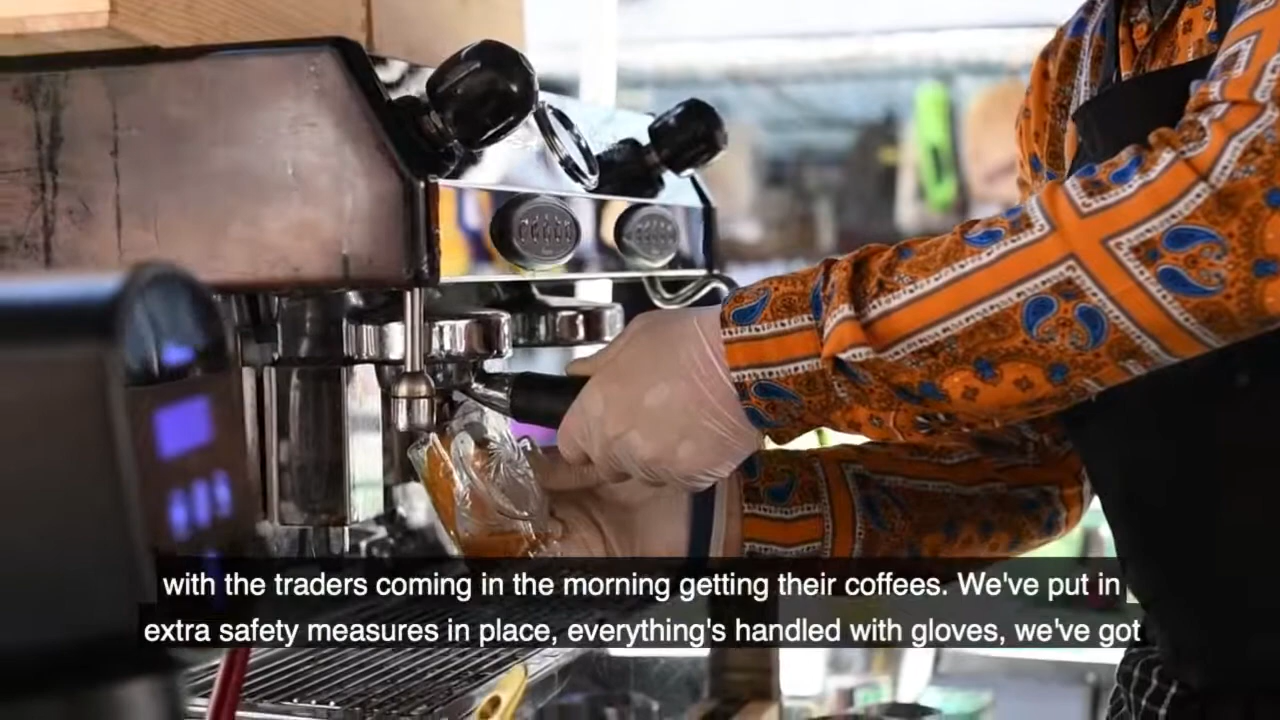 with the traders coming in the morning getting their coffees. We've put in
extra safety measures in place, everything's handled with gloves, we've got